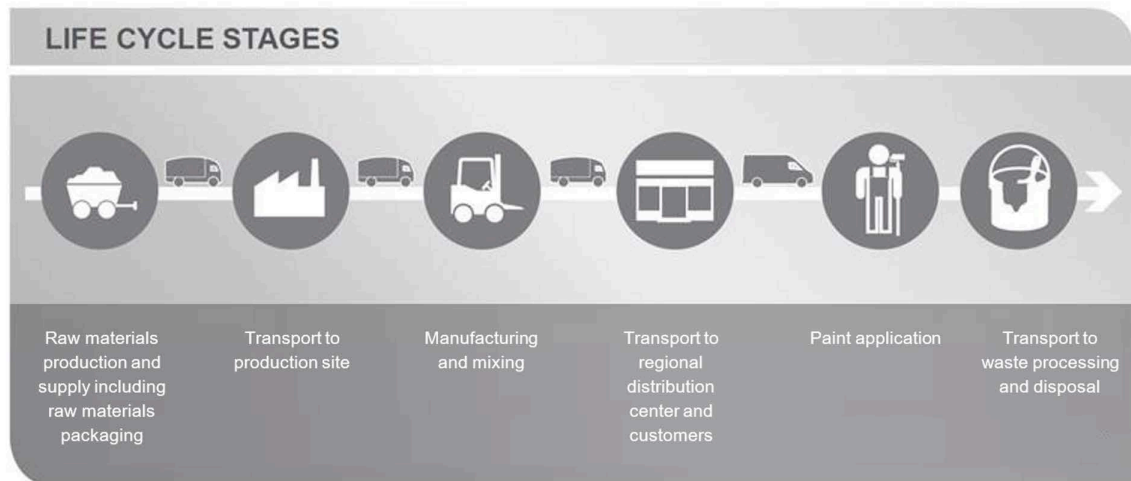 LIFE CYCLE STAGES
Raw materials
production and
supply including
raw materials
packaging
Transport to
production site
Manufacturing
and mixing
Transport to
regional
distribution
center and
customers
Paint application
Transport to
waste processing
and disposal